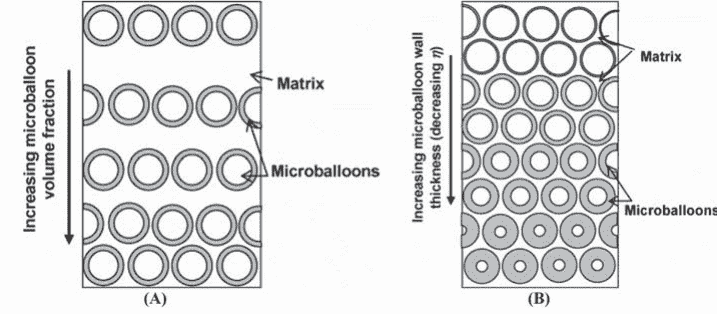 Increasing microballoon
volume fraction
Matrix
Microballoons
(A)
Increasing microballoon wall
thickness (decreasing η)
Matrix
Microballoons
(B)